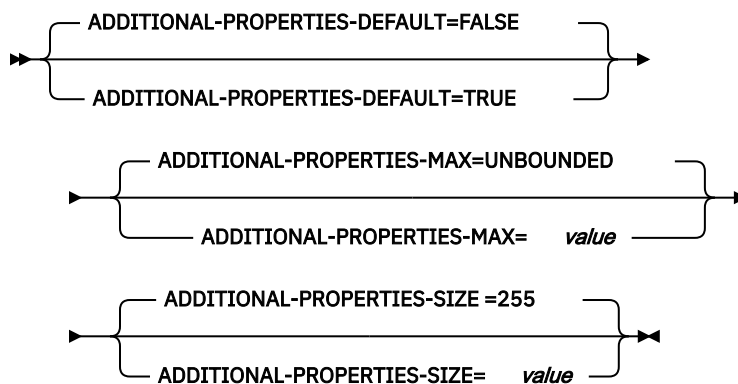 ADDITIONAL-PROPERTIES-DEFAULT=FALSE
ADDITIONAL-PROPERTIES-DEFAULT=TRUE
ADDITIONAL-PROPERTIES-MAX=UNBOUNDED
ADDITIONAL-PROPERTIES-MAX= value
ADDITIONAL-PROPERTIES-SIZE =255
ADDITIONAL-PROPERTIES-SIZE= value